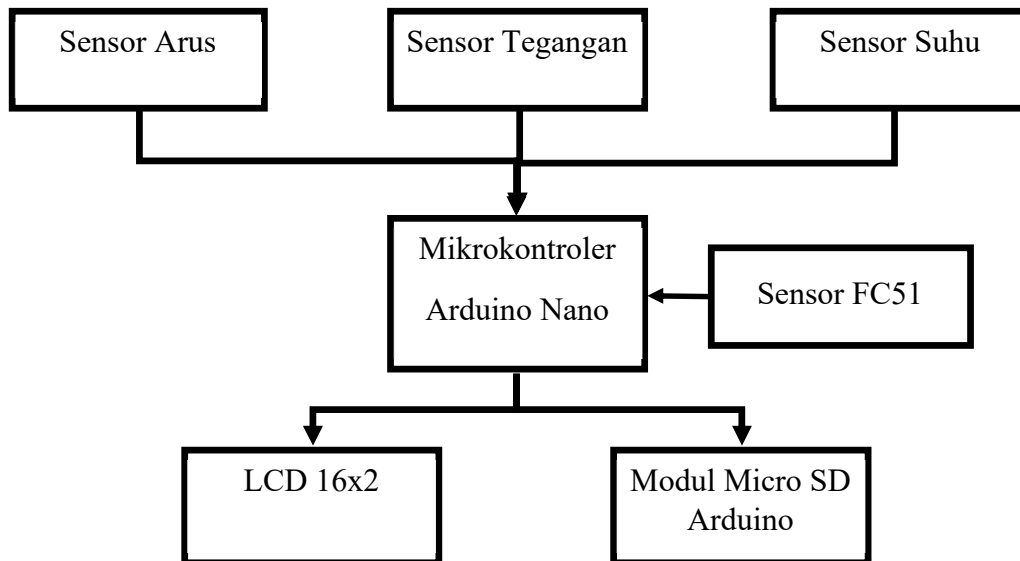 Sensor Arus
Sensor Tegangan
Sensor Suhu
Mikrokontroler
Arduino Nano
Sensor FC51
LCD 16x2
Modul Micro SD
Arduino